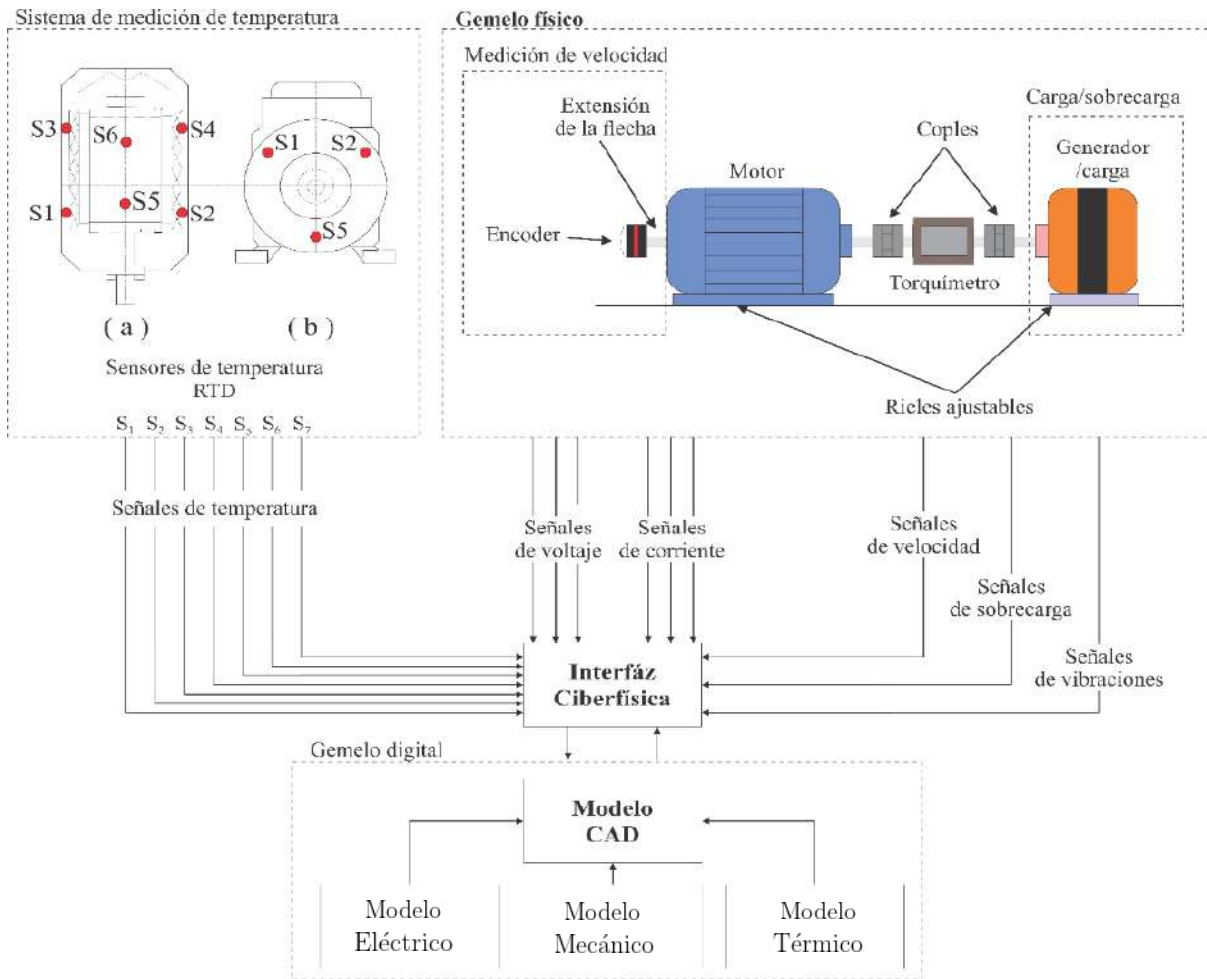 Sistema de medición de temperatura
S3
S4
S6
S5
S1
S2
S1
S2
S5
( a )
( b )
Sensores de temperatura
RTD
S1 S2 S3 S4 S5 S6 S7
Señales de temperatura
Gemelo físico
Medición de velocidad
Extensión
de la flecha
Encoder
Motor
Coples
Torquímetro
Carga/sobrecarga
Generador
/carga
Rieles ajustables
Señales
de voltaje
Señales
de corriente
Señales
de velocidad
Señales
de sobrecarga
Señales
de vibraciones
Interfáz
Ciberfísica
Gemelo digital
Modelo
CAD
Modelo
Eléctrico
Modelo
Mecánico
Modelo
Térmico